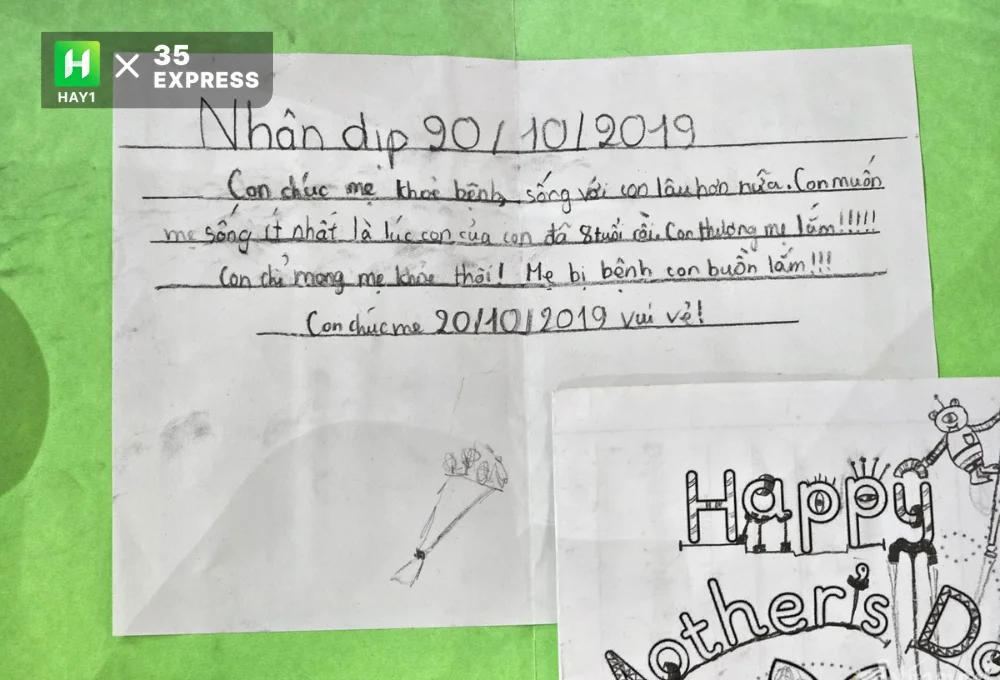 HAY1
35
EXPRESS
Nhân dịp 20/10/2019
Con chúc mẹ khoẻ bệnh, sống với con lâu hơn nữa. Con muốn
mẹ sống ít nhất là lúc con của con đã 8 tuổi rồi. Con thương mẹ lắm!!!!!
Con chỉ mong mẹ khỏe thôi! Mẹ bị bệnh con buồn lắm!!!
Con chúc mẹ 20/10/2019 vui vẻ!
Happy
Mother's Da